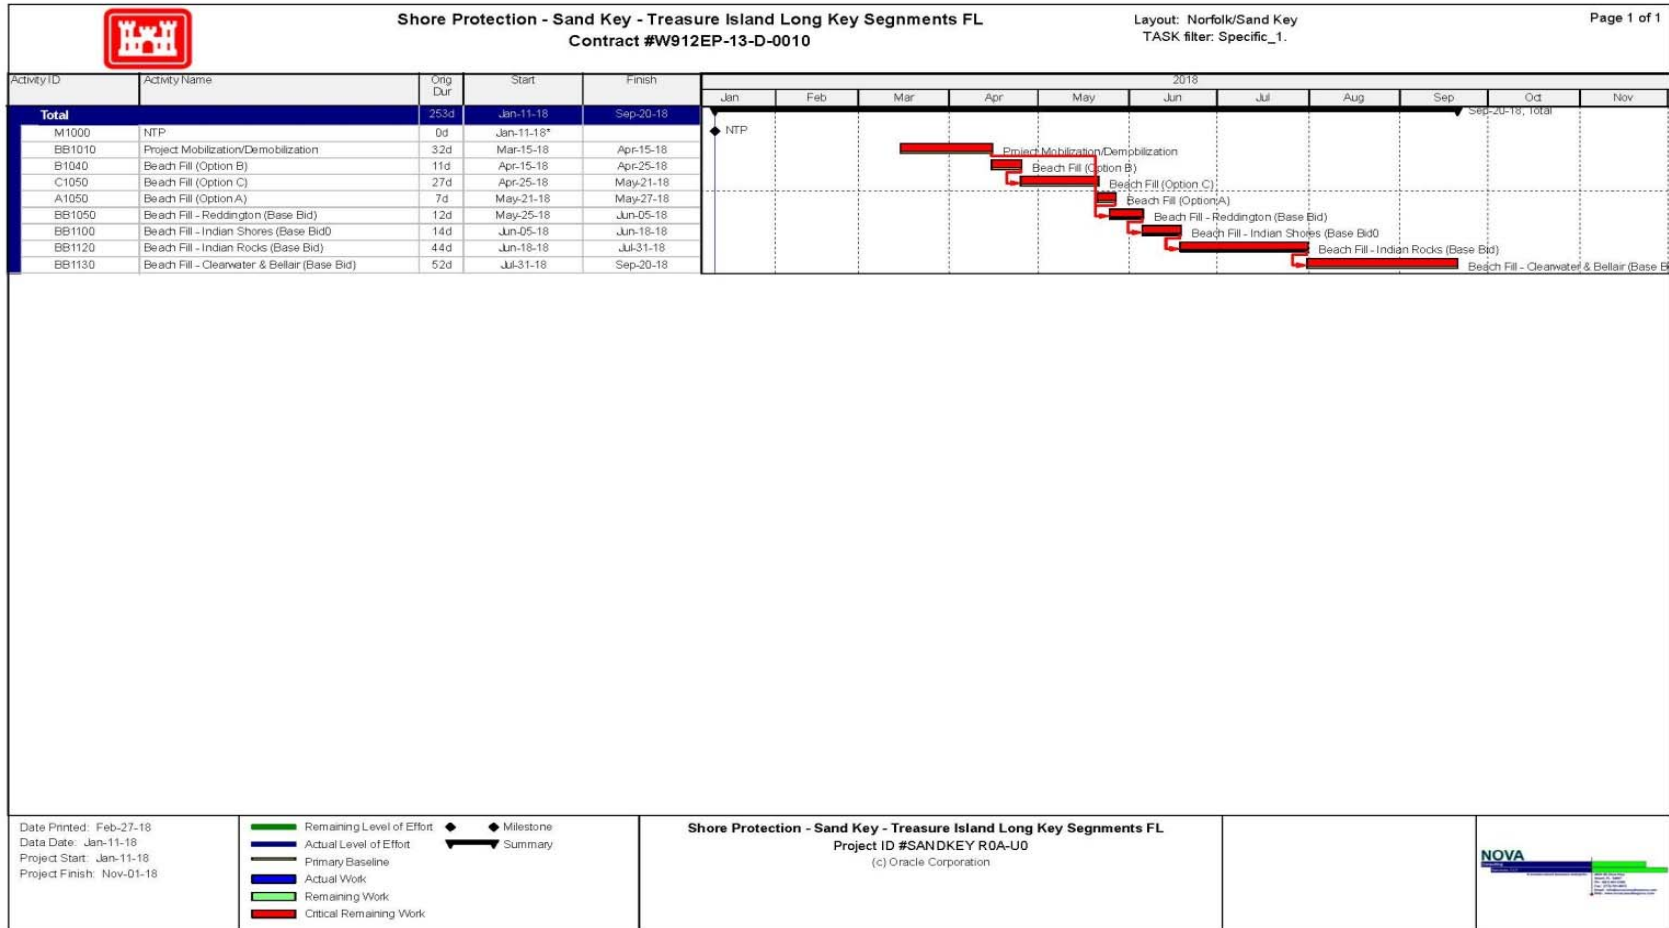 Shore Protection - Sand Key - Treasure Island Long Key Segnments FL
Contract #W912EP-13-D-0010
Layout: Norfolk/Sand Key
TASK filter: Specific_1.
Page 1 of 1
Activity ID Activity Name Orig Dur Start Finish 2018
Jan Feb Mar Apr May Jun Jul Aug Sep Oct Nov
Total 253d Jan-11-18 Sep-20-18 Sep-20-18, Total
M1000 NTP 0d Jan-11-18* NTP
BB1010 Project Mobilization/Demobilization 32d Mar-15-18 Apr-15-18 Project Mobilization/Demobilization
B1040 Beach Fill (Option B) 11d Apr-15-18 Apr-25-18 Beach Fill (Option B)
C1050 Beach Fill (Option C) 27d Apr-25-18 May-21-18 Beach Fill (Option C)
A1050 Beach Fill (Option A) 7d May-21-18 May-27-18 Beach Fill (Option A)
BB1050 Beach Fill - Reddington (Base Bid) 12d May-25-18 Jun-05-18 Beach Fill - Reddington (Base Bid)
BB1100 Beach Fill - Indian Shores (Base Bid0 14d Jun-05-18 Jun-18-18 Beach Fill - Indian Shores (Base Bid0
BB1120 Beach Fill - Indian Rocks (Base Bid) 44d Jun-18-18 Jul-31-18 Beach Fill - Indian Rocks (Base Bid)
BB1130 Beach Fill - Clearwater & Bellair (Base Bid) 52d Jul-31-18 Sep-20-18 Beach Fill - Clearwater & Bellair (Base
Date Printed: Feb-27-18
Data Date: Jan-11-18
Project Start: Jan-11-18
Project Finish: Nov-01-18
Remaining Level of Effort
Actual Level of Effort
Primary Baseline
Actual Work
Remaining Work
Critical Remaining Work
Milestone
Summary
Shore Protection - Sand Key - Treasure Island Long Key Segnments FL
Project ID #SANDKEY R0A-U0
(c) Oracle Corporation
NOVA